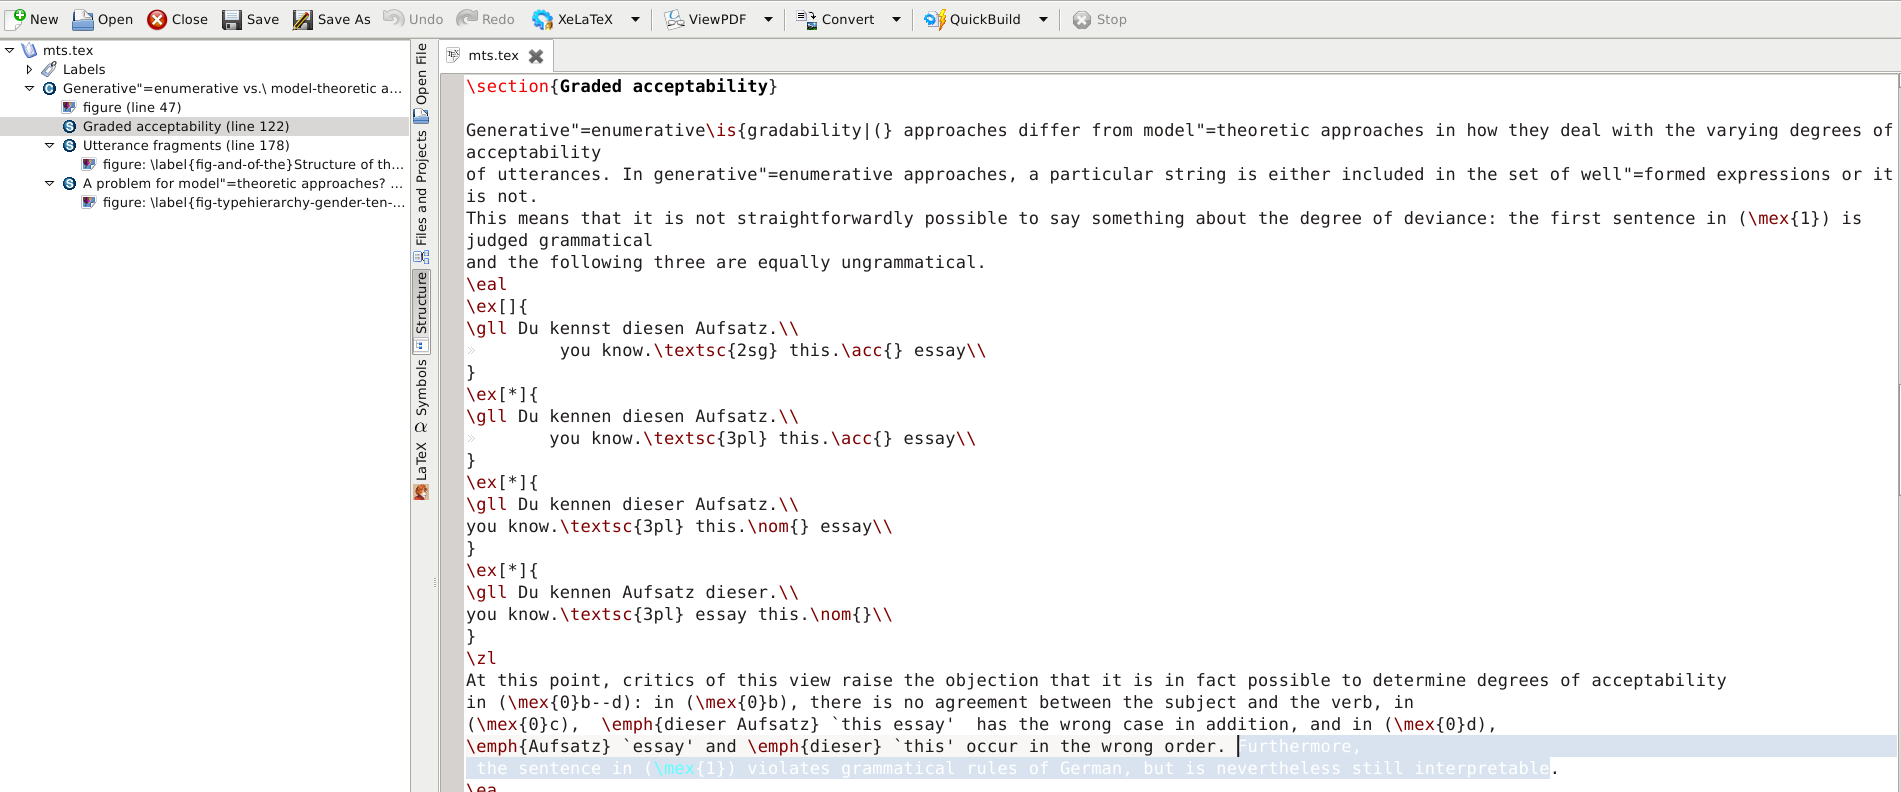 New Open Close Save Save As Undo Redo XeLaTeX ViewPDF Convert QuickBuild Stop
mts.tex
Labels
Generative"=enumerative vs.\ model-theoretic a...
figure (line 47)
Graded acceptability (line 122)
Utterance fragments (line 178)
figure: \label{fig-and-of-the}Structure of th...
A problem for model"=theoretic approaches? ...
figure: \label{fig-typehierarchy-gender-ten-...
Open File
Files and Projects
Structure
Symbols
α
LaTeX
mts.tex
\section{Graded acceptability}
Generative"=enumerative\is{gradability|(} approaches differ from model"=theoretic approaches in how they deal with the varying degrees of
acceptability
of utterances. In generative"=enumerative approaches, a particular string is either included in the set of well"=formed expressions or it
is not.
This means that it is not straightforwardly possible to say something about the degree of deviance: the first sentence in (\mex{1}) is
judged grammatical
and the following three are equally ungrammatical.
\eal
\ex[]{
\gll Du kennst diesen Aufsatz.\\
» you know.\textsc{2sg} this.\acc{} essay\\
}
\ex[*]{
\gll Du kennen diesen Aufsatz.\\
» you know.\textsc{3pl} this.\acc{} essay\\
}
\ex[*]{
\gll Du kennen dieser Aufsatz.\\
you know.\textsc{3pl} this.\nom{} essay\\
}
\ex[*]{
\gll Du kennen Aufsatz dieser.\\
you know.\textsc{3pl} essay this.\nom{}\\
}
\zl
At this point, critics of this view raise the objection that it is in fact possible to determine degrees of acceptability
in (\mex{0}b--d): in (\mex{0}b), there is no agreement between the subject and the verb, in
(\mex{0}c),  \emph{dieser Aufsatz} `this essay'  has the wrong case in addition, and in (\mex{0}d),
\emph{Aufsatz} `essay' and \emph{dieser} `this' occur in the wrong order. Furthermore,
the sentence in (\mex{1}) violates grammatical rules of German, but is nevertheless still interpretable.
\ea